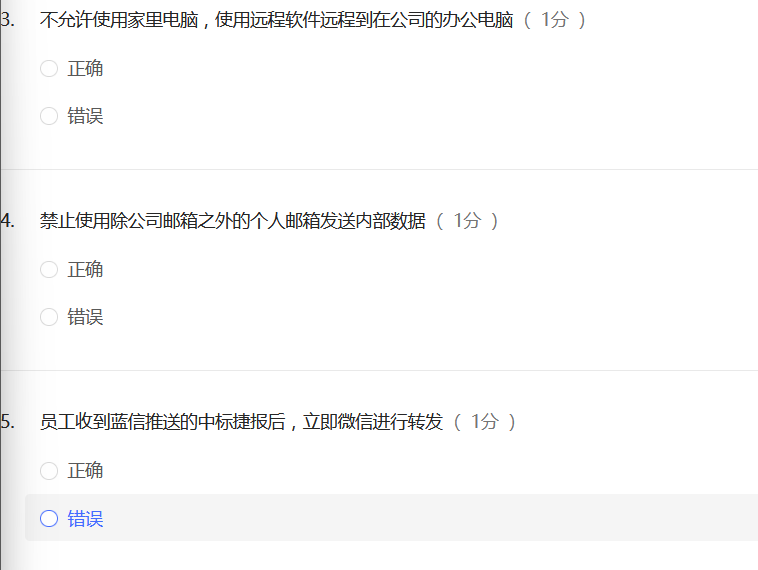 3. 不允许使用家里电脑，使用远程软件远程到在公司的办公电脑（ 1分 ）
正确
错误
4. 禁止使用除公司邮箱之外的个人邮箱发送内部数据（ 1分 ）
正确
错误
5. 员工收到蓝信推送的中标捷报后，立即微信进行转发（ 1分 ）
正确
错误